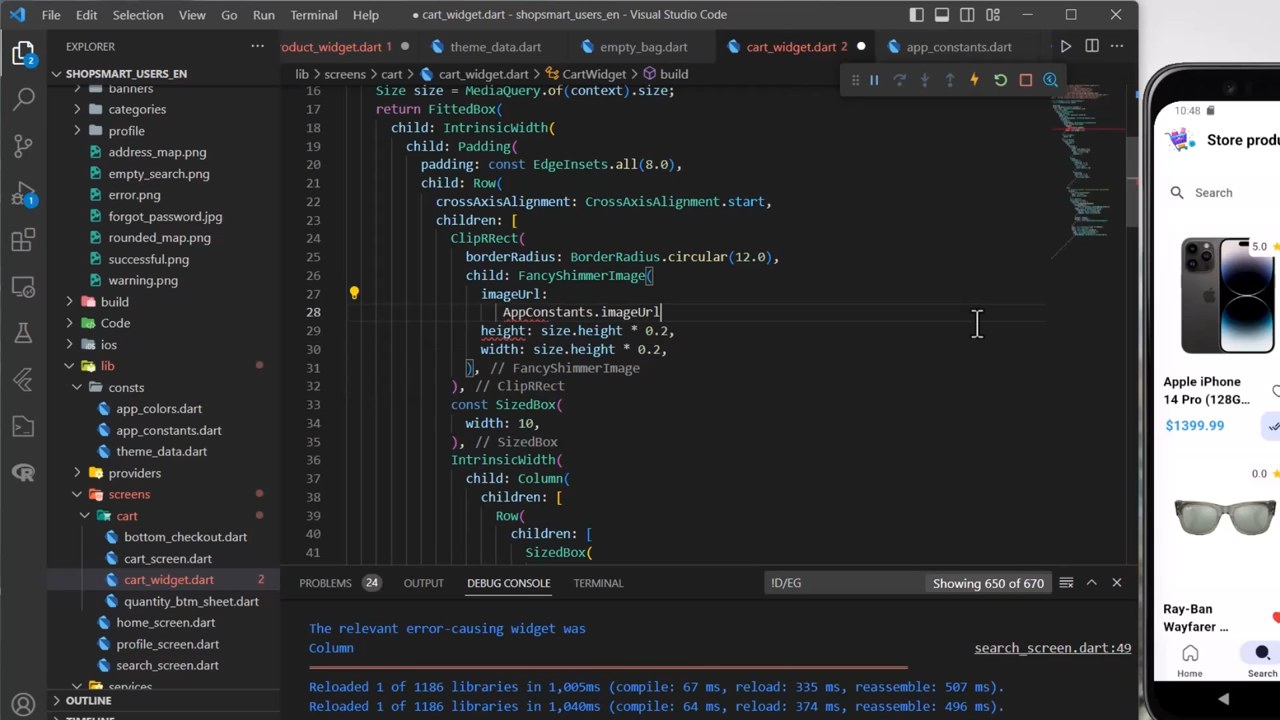 File Edit Selection View Go Run Terminal Help
● cart_widget.dart - shopsmart_users_en - Visual Studio Code
EXPLORER
oduct_widget.dart 1
theme_data.dart
empty_bag.dart
cart_widget.dart 2
app_constants.dart
SHOPSMART_USERS_EN
lib > screens > cart > cart_widget.dart > CartWidget > build
banners
categories
profile
address_map.png
empty_search.png
error.png
forgot_password.jpg
rounded_map.png
successful.png
warning.png
build
Code
ios
lib
consts
app_colors.dart
app_constants.dart
theme_data.dart
providers
screens
cart
bottom_checkout.dart
cart_screen.dart
cart_widget.dart 2
quantity_btm_sheet.dart
home_screen.dart
profile_screen.dart
search_screen.dart
services
OUTLINE
TIMELINE
2
1
16 Size size = MediaQuery.of(context).size;
17 return FittedBox(
18 child: IntrinsicWidth(
19 child: Padding(
20 padding: const EdgeInsets.all(8.0),
21 child: Row(
22 crossAxisAlignment: CrossAxisAlignment.start,
23 children: [
24 ClipRRect(
25 borderRadius: BorderRadius.circular(12.0),
26 child: FancyShimmerImage(
27 imageUrl:
28 AppConstants.imageUrl
29 height: size.height * 0.2,
30 width: size.height * 0.2,
31 ), // FancyShimmerImage
32 ), // ClipRRect
33 const SizedBox(
34 width: 10,
35 ), // SizedBox
36 IntrinsicWidth(
37 child: Column(
38 children: [
39 Row(
40 children: [
41 SizedBox(
PROBLEMS 24 OUTPUT DEBUG CONSOLE TERMINAL
!D/EG
Showing 650 of 670
The relevant error-causing widget was
Column
search_screen.dart:49
Reloaded 1 of 1186 libraries in 1,005ms (compile: 67 ms, reload: 335 ms, reassemble: 507 ms).
Reloaded 1 of 1186 libraries in 1,040ms (compile: 64 ms, reload: 374 ms, reassemble: 496 ms).
10:48
Store produ
Search
5.0
Apple iPhone
14 Pro (128G...
$1399.99
0.0
Ray-Ban
Wayfarer ...
Home
Search